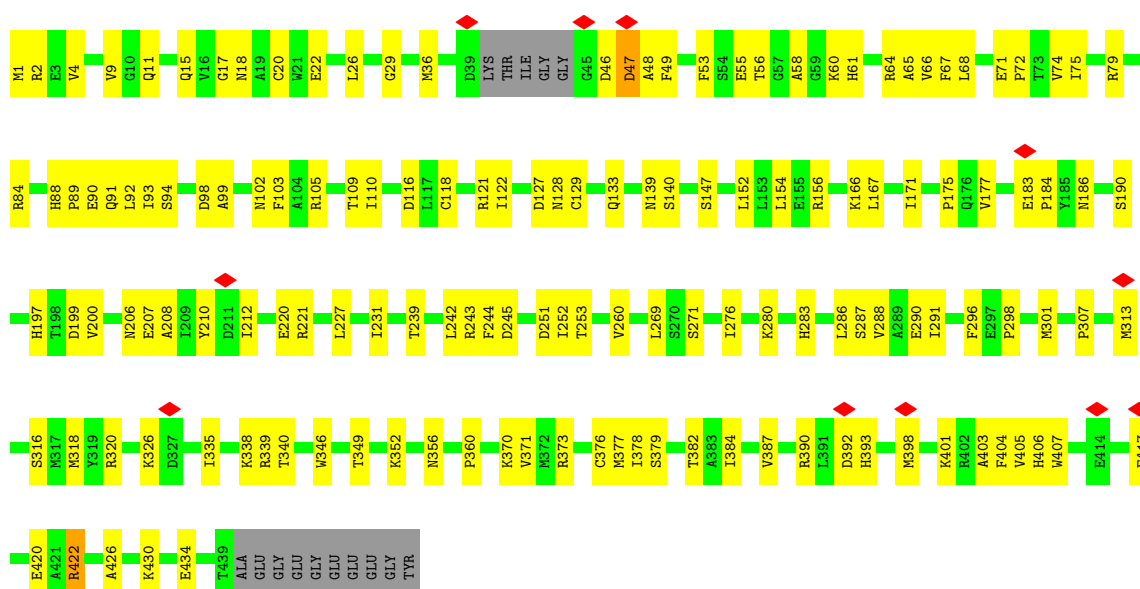 M1 R2 E3 V4 V9 G10 Q11 Q15 V16 G17 N18 A19 C20 W21 E22 L26 G29 M36 D39 LYS THR ILE GLY GLY G45 D46 D47 A48 F49 F53 S54 E55 T56 G57 A58 G59 K60 H61 R64 A65 V66 F67 L68 E71 P72 T73 V74 I75 R79
R84 H88 P89 E90 Q91 L92 I93 S94 D98 A99 N102 F103 A104 R105 T109 I110 D116 L117 C118 R121 I122 D127 N128 C129 Q133 N139 S140 S147 L152 L153 L154 E155 R156 K166 L167 I171 P175 Q176 V177 E183 P184 Y185 N186 S190
H197 T198 D199 V200 N206 E207 A208 I209 Y210 D211 I212 E220 R221 L227 I231 T239 L242 R243 F244 D245 D251 I252 T253 V260 L269 S270 S271 I276 K280 H283 L286 S287 V288 A289 E290 I291 F296 E297 P298 M301 P307 M313
S316 M317 M318 Y319 R320 K326 D327 I335 K338 R339 T340 W346 T349 K352 N356 P360 K370 V371 M372 R373 C376 M377 I378 S379 T382 A383 I384 V387 R390 L391 D392 H393 M398 K401 R402 A403 F404 V405 H406 W407 E414
E420 A421 R422 A426 K430 E434 T439 ALA GLU GLY GLU GLY GLU GLU GLU GLY TYR